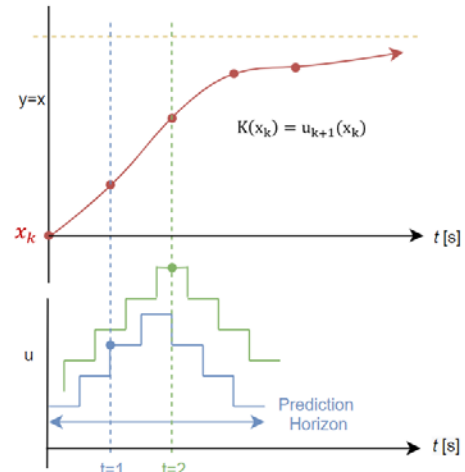 y=x
K(xₖ) = uₖ₊₁(xₖ)
xₖ
t [s]
u
Prediction
Horizon
t [s]
t=1
t=2